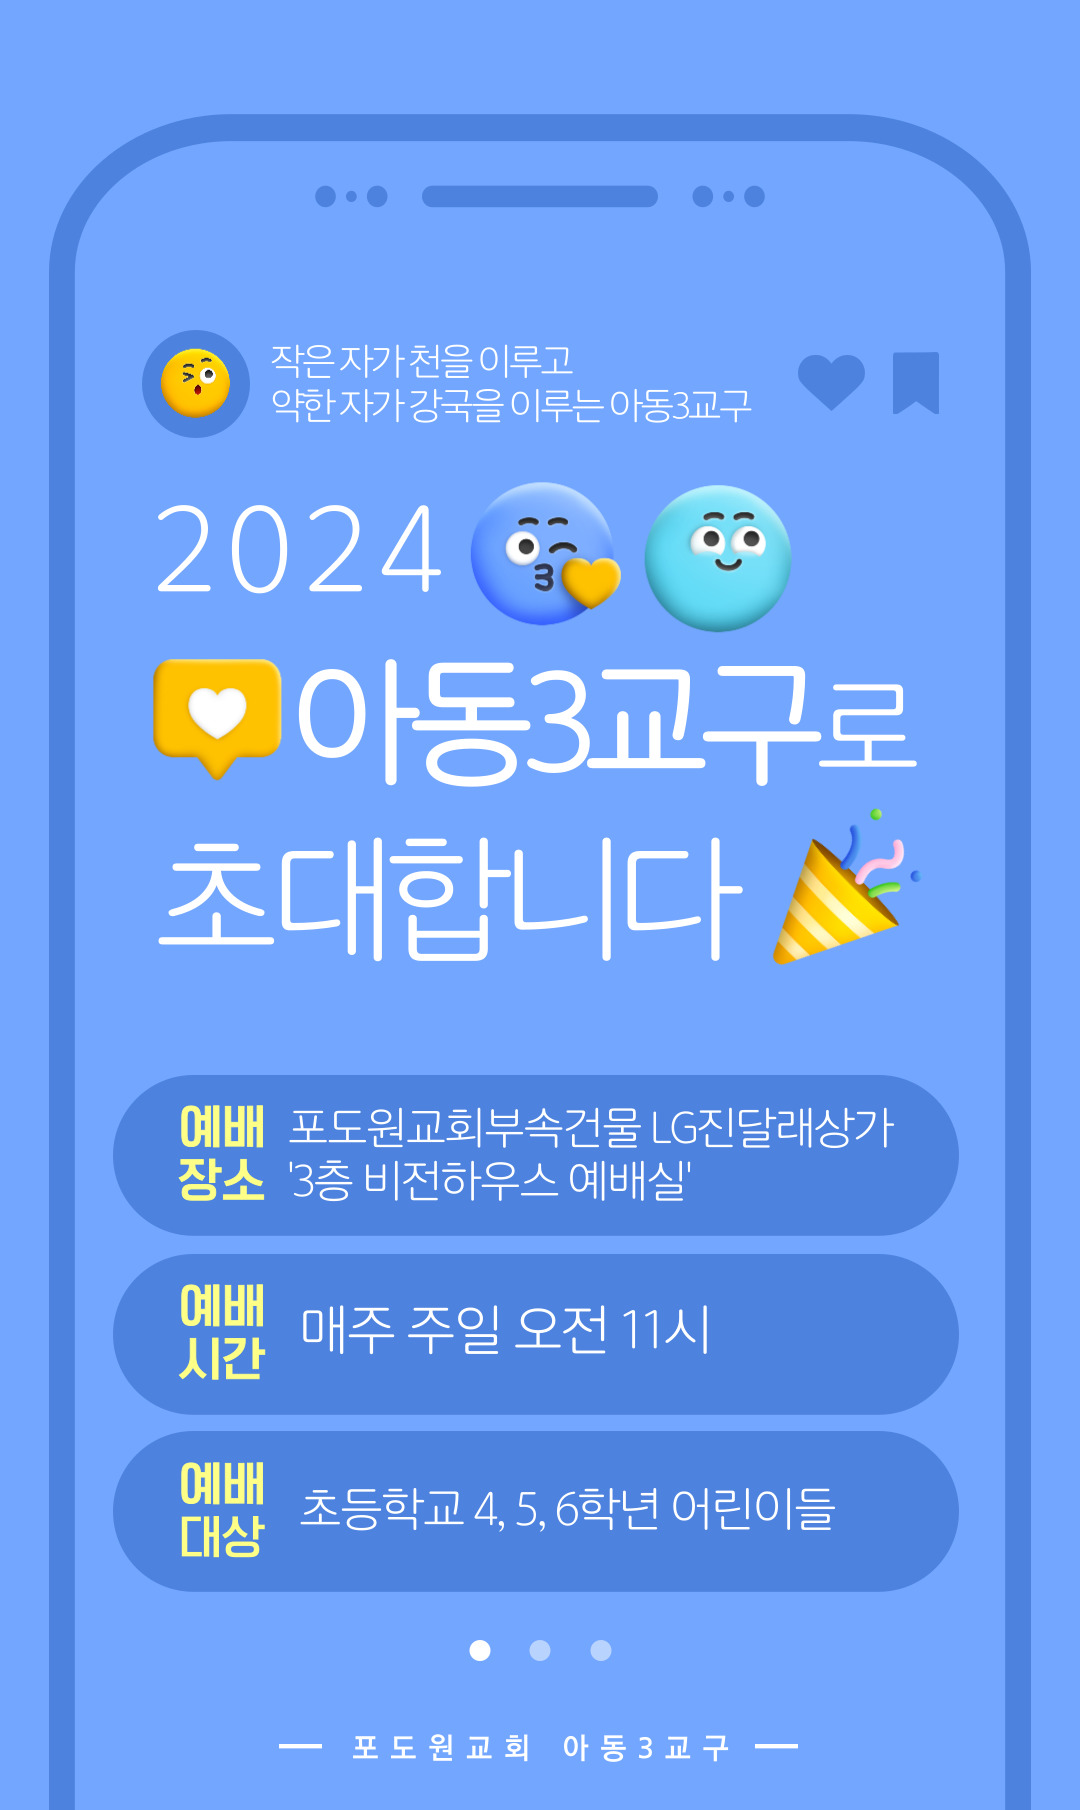 작은 자가 천을 이루고
약한 자가 강국을 이루는 아동3교구
2024
아동3교구로
초대합니다
예배
장소
포도원교회부속건물 LG진달래상가
'3층 비전하우스 예배실'
예배
시간
매주 주일 오전 11시
예배
대상
초등학교 4, 5, 6학년 어린이들
포도원교회 아동3교구